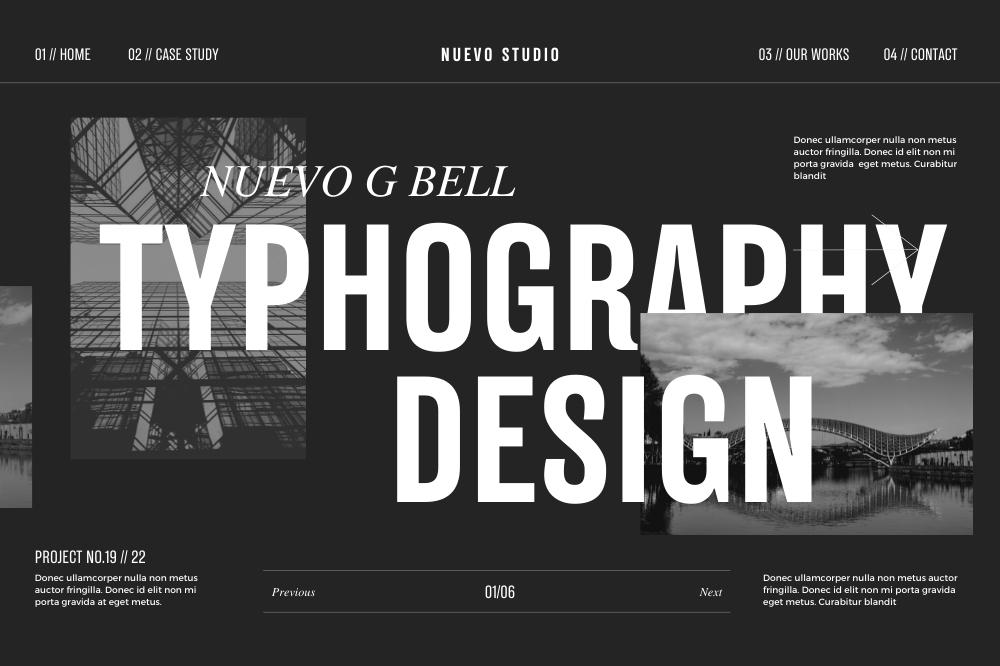 01 // HOME
02 // CASE STUDY
NUEVO STUDIO
03 // OUR WORKS
04 // CONTACT
Donec ullamcorper nulla non metus
auctor fringilla. Donec id elit non mi
porta gravida eget metus. Curabitur
blandit
NUEVO G BELL
TYPHOGRAPHY
DESIGN
PROJECT NO.19 // 22
Donec ullamcorper nulla non metus
auctor fringilla. Donec id elit non mi
porta gravida at eget metus.
Previous
01/06
Next
Donec ullamcorper nulla non metus auctor
fringilla. Donec id elit non mi porta gravida
eget metus. Curabitur blandit